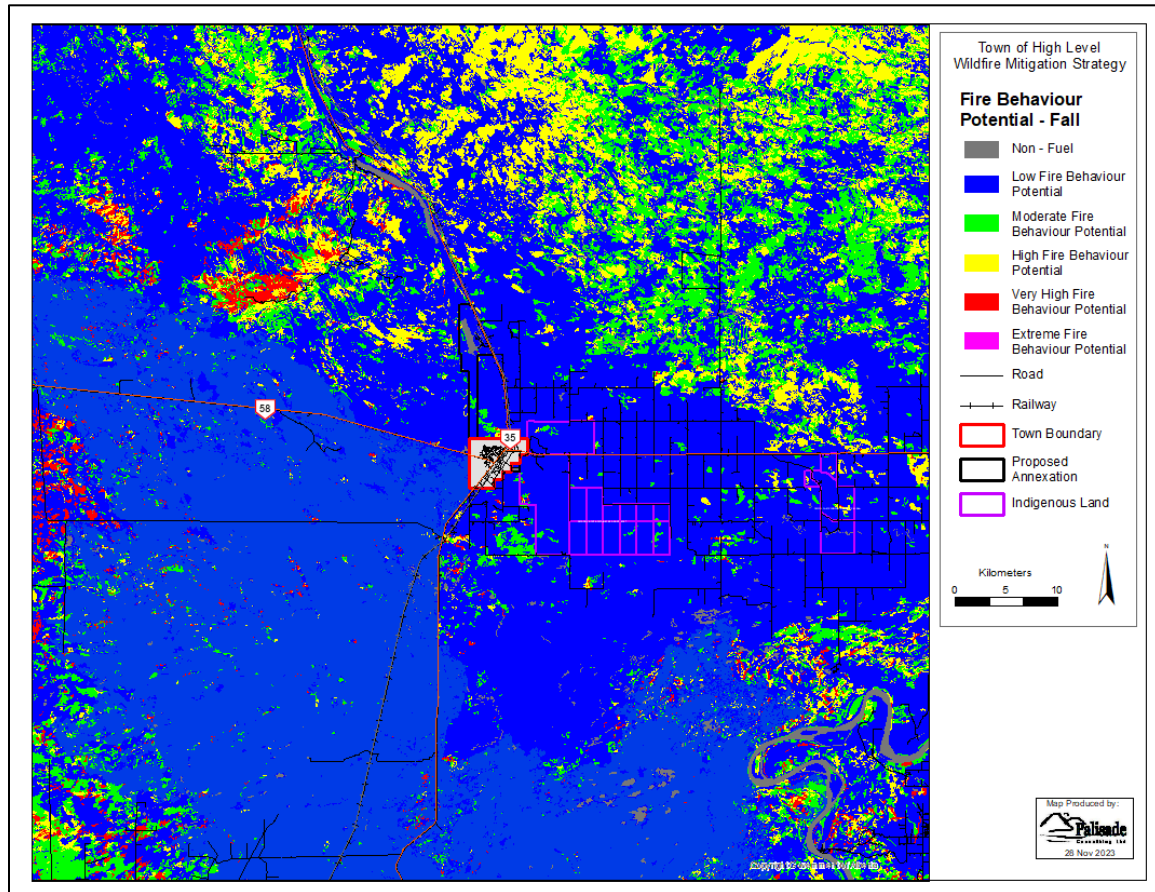 Town of High Level
Wildfire Mitigation Strategy
Fire Behaviour
Potential - Fall
Non - Fuel
Low Fire Behaviour
Potential
Moderate Fire
Behaviour Potential
High Fire Behaviour
Potential
Very High Fire
Behaviour Potential
Extreme Fire
Behaviour Potential
Road
Railway
Town Boundary
Proposed
Annexation
Indigenous Land
N
Kilometers
0 5 10
58
35
Map Produced by:
Palisade
Consulting Ltd
28 Nov 2023